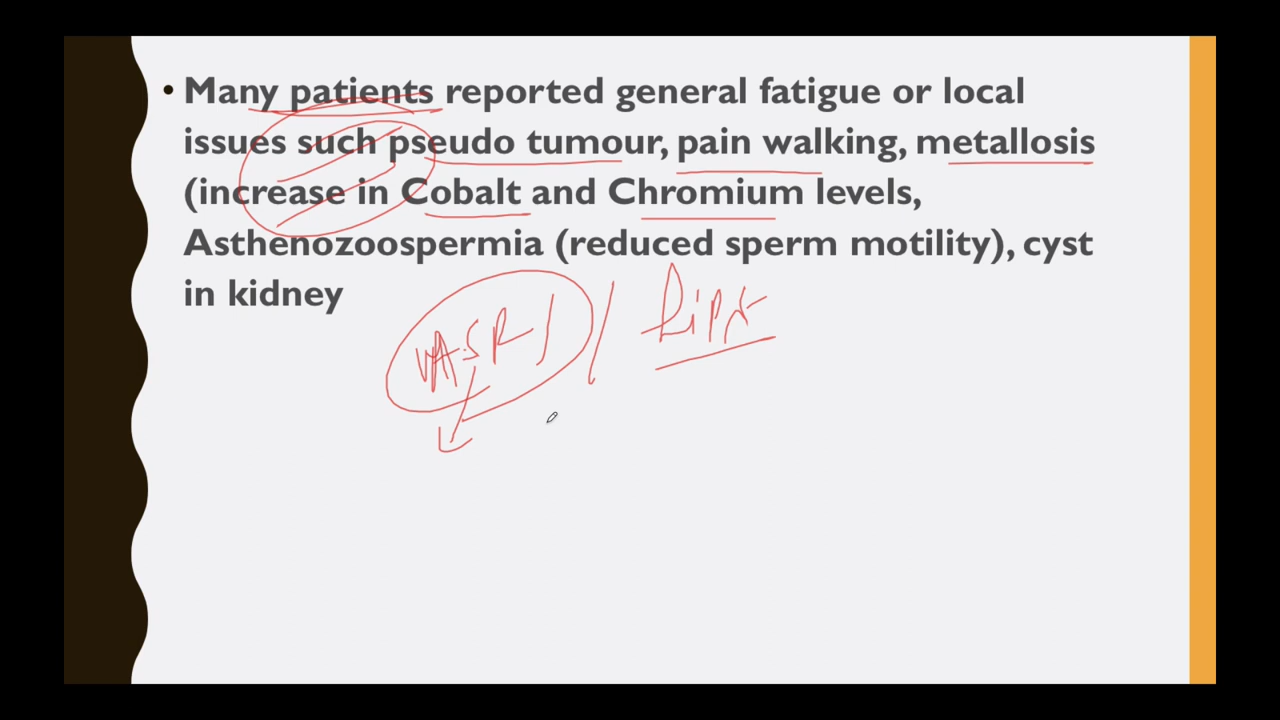 • Many patients reported general fatigue or local
issues such pseudo tumour, pain walking, metallosis
(increase in Cobalt and Chromium levels,
Asthenozoospermia (reduced sperm motility), cyst
in kidney